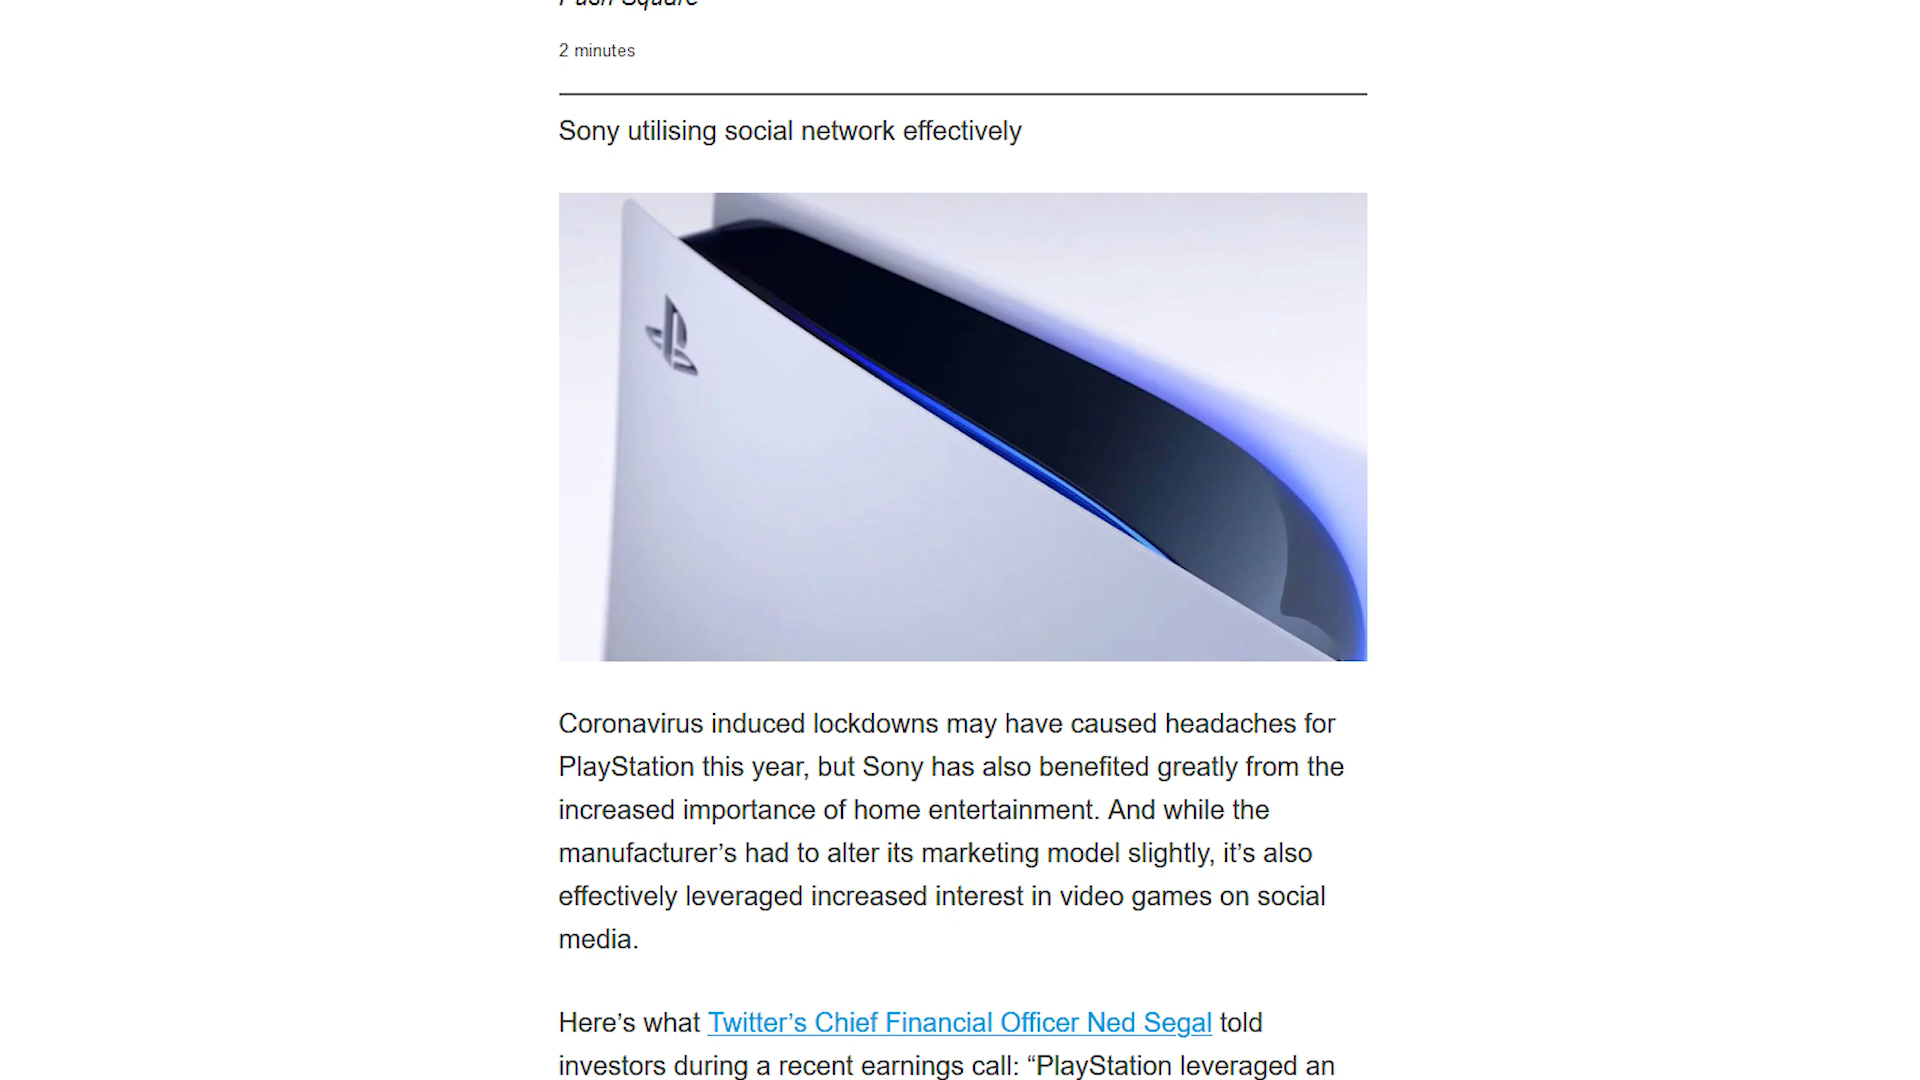 Push Square
2 minutes
Sony utilising social network effectively
Coronavirus induced lockdowns may have caused headaches for
PlayStation this year, but Sony has also benefited greatly from the
increased importance of home entertainment. And while the
manufacturer’s had to alter its marketing model slightly, it’s also
effectively leveraged increased interest in video games on social
media.
Here’s what Twitter’s Chief Financial Officer Ned Segal told
investors during a recent earnings call: “PlayStation leveraged an